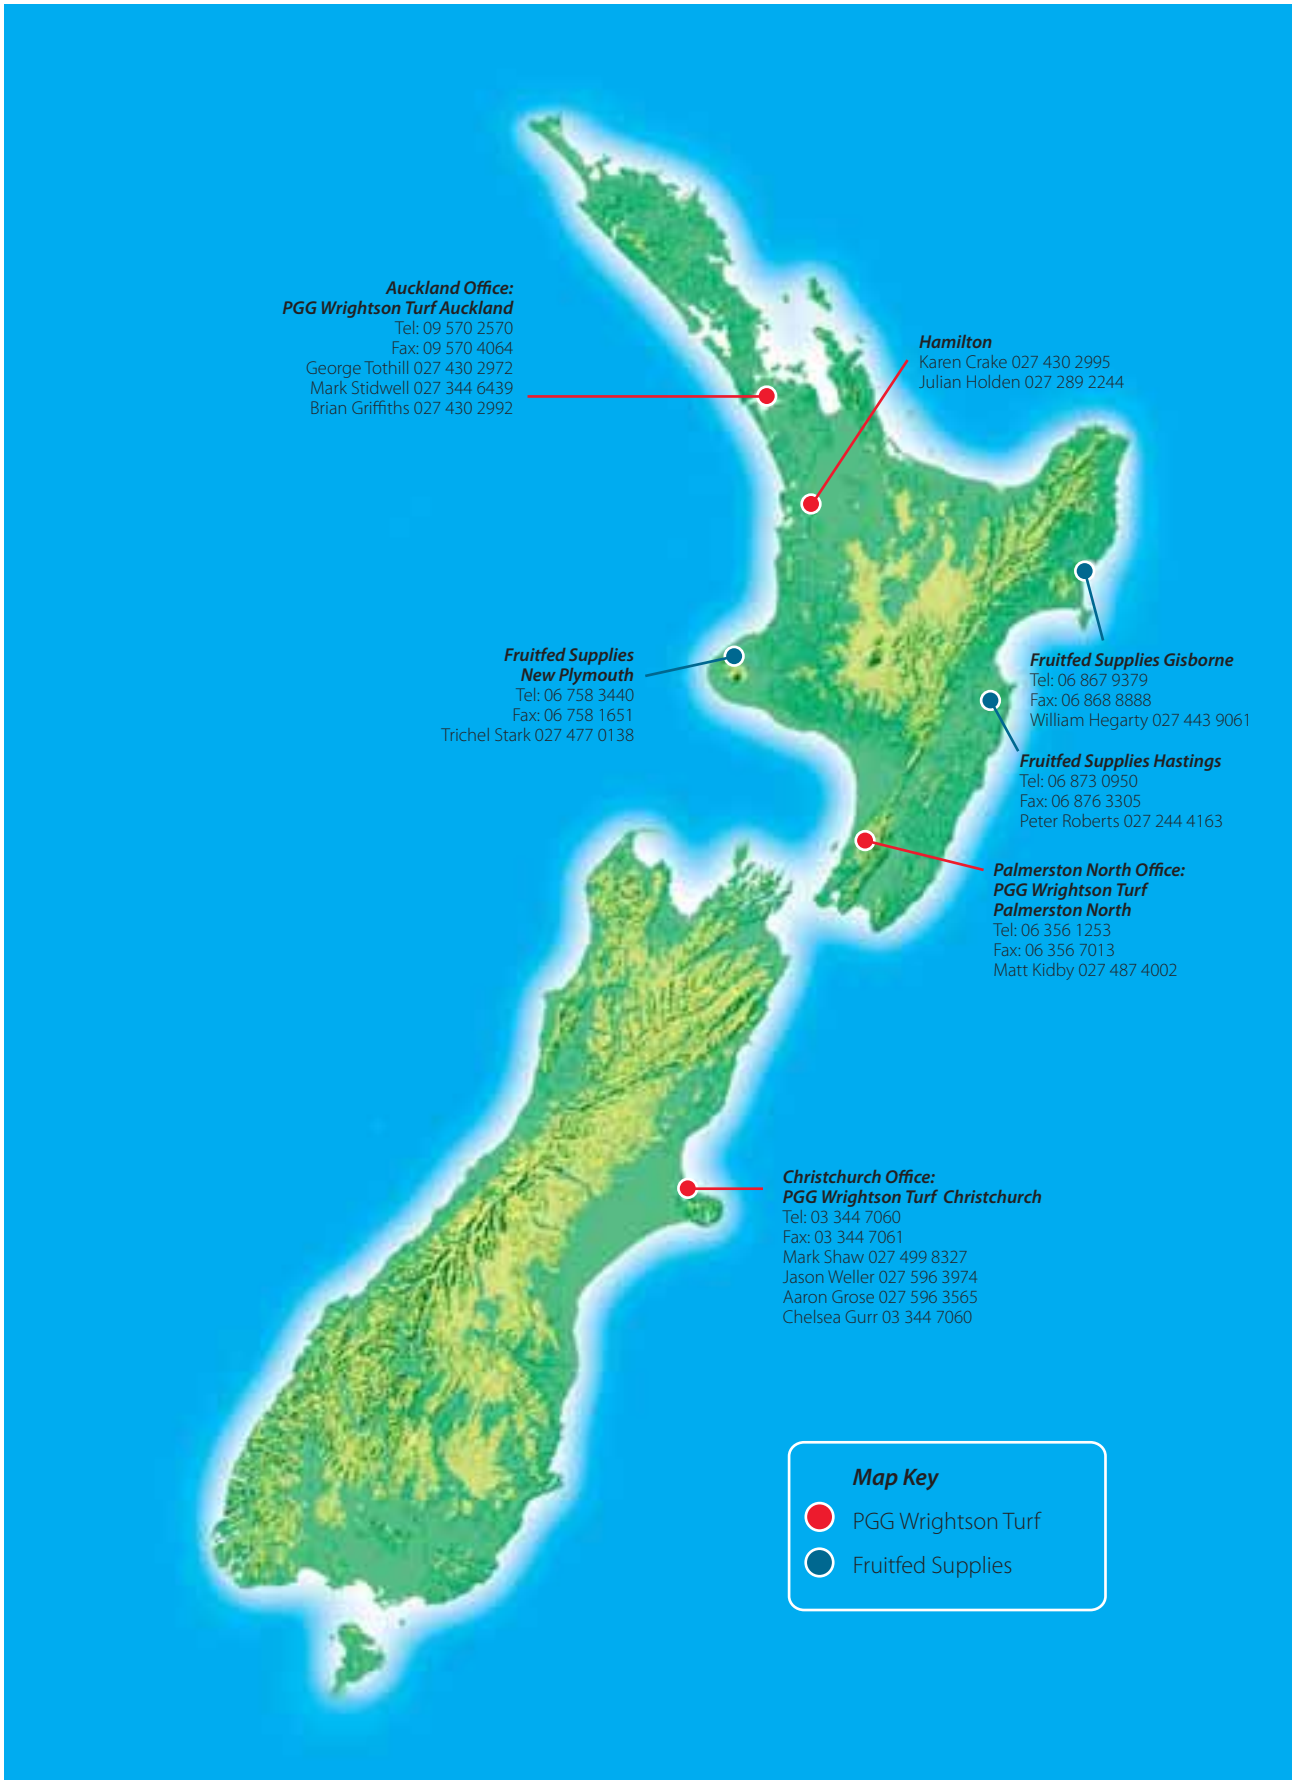 Auckland Office:
PGG Wrightson Turf Auckland
Tel: 09 570 2570
Fax: 09 570 4064
George Tothill 027 430 2972
Mark Stidwell 027 344 6439
Brian Griffiths 027 430 2992
Hamilton
Karen Crake 027 430 2995
Julian Holden 027 289 2244
Fruitfed Supplies
New Plymouth
Tel: 06 758 3440
Fax: 06 758 1651
Trichel Stark 027 477 0138
Fruitfed Supplies Gisborne
Tel: 06 867 9379
Fax: 06 868 8888
William Hegarty 027 443 9061
Fruitfed Supplies Hastings
Tel: 06 873 0950
Fax: 06 876 3305
Peter Roberts 027 244 4163
Palmerston North Office:
PGG Wrightson Turf
Palmerston North
Tel: 06 356 1253
Fax: 06 356 7013
Matt Kidby 027 487 4002
Christchurch Office:
PGG Wrightson Turf Christchurch
Tel: 03 344 7060
Fax: 03 344 7061
Mark Shaw 027 499 8327
Jason Weller 027 596 3974
Aaron Grose 027 596 3565
Chelsea Gurr 03 344 7060
Map Key
PGG Wrightson Turf
Fruitfed Supplies